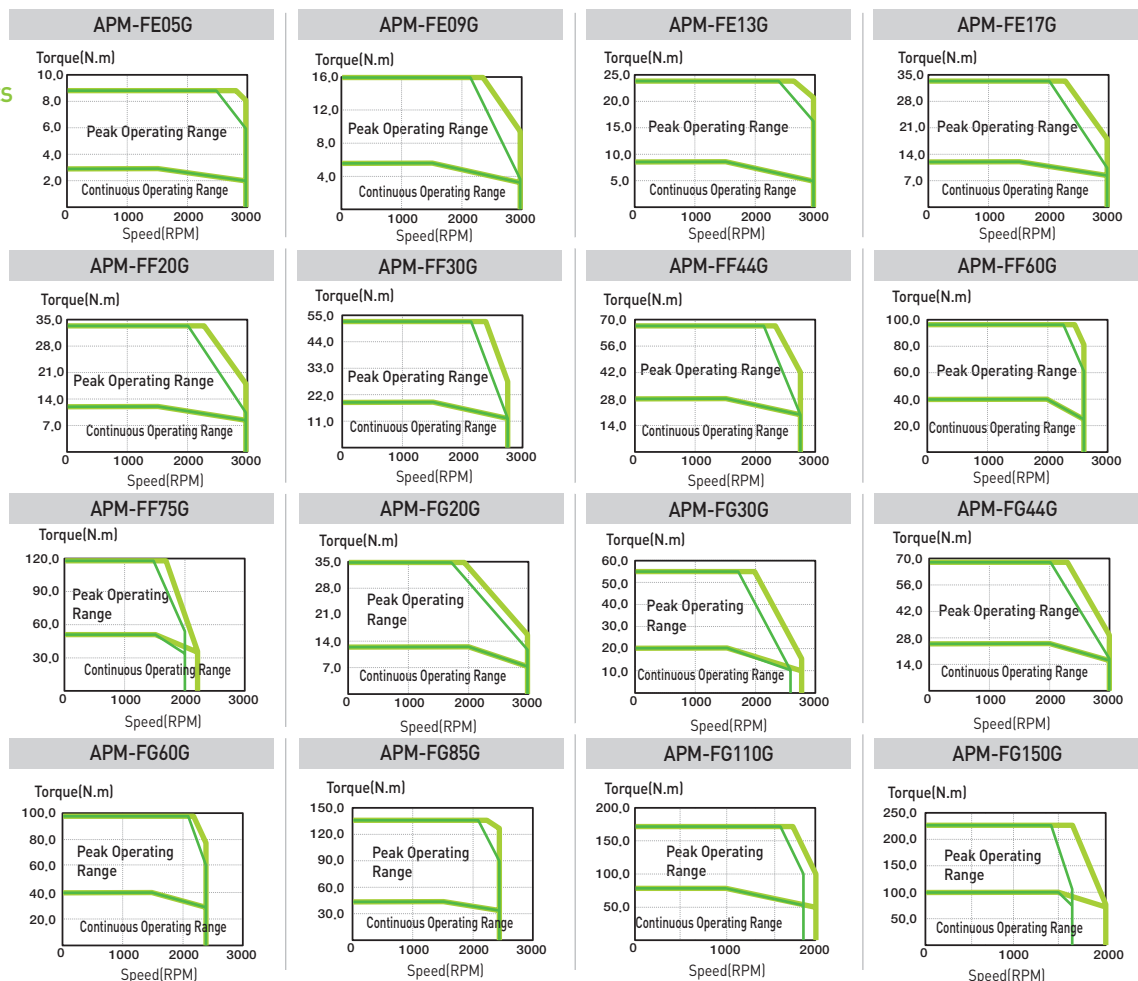 APM-FE05G
APM-FE09G
APM-FE13G
APM-FE17G
S
Torque(N.m)
10,0
8,0
6,0
4,0
2,0
Peak Operating Range
Continuous Operating Range
0 1000 2000 3000
Speed(RPM)
Torque(N.m)
16,0
12,0
8,0
4,0
Peak Operating Range
Continuous Operating Range
0 1000 2000 3000
Speed(RPM)
Torque(N.m)
25,0
20,0
15,0
10,0
5,0
Peak Operating Range
Continuous Operating Range
0 1000 2000 3000
Speed(RPM)
Torque(N.m)
35,0
28,0
21,0
14,0
7,0
Peak Operating Range
Continuous Operating Range
0 1000 2000 3000
Speed(RPM)
APM-FF20G
APM-FF30G
APM-FF44G
APM-FF60G
Torque(N.m)
35,0
28,0
21,0
14,0
7,0
Peak Operating Range
Continuous Operating Range
0 1000 2000 3000
Speed(RPM)
Torque(N.m)
55,0
44,0
33,0
22,0
11,0
Peak Operating Range
Continuous Operating Range
0 1000 2000 3000
Speed(RPM)
Torque(N.m)
70,0
56,0
42,0
28,0
14,0
Peak Operating Range
Continuous Operating Range
0 1000 2000 3000
Speed(RPM)
Torque(N.m)
100,0
80,0
60,0
40,0
20,0
Peak Operating Range
Continuous Operating Range
0 1000 2000 3000
Speed(RPM)
APM-FF75G
APM-FG20G
APM-FG30G
APM-FG44G
Torque(N.m)
120,0
90,0
60,0
30,0
Peak Operating
Range
Continuous Operating Range
0 1000 2000 3000
Speed(RPM)
Torque(N.m)
35,0
28,0
21,0
14,0
7,0
Peak Operating
Range
Continuous Operating Range
0 1000 2000 3000
Speed(RPM)
Torque(N.m)
60,0
50,0
40,0
30,0
20,0
10,0
Peak Operating
Range
Continuous Operating Range
0 1000 2000 3000
Speed(RPM)
Torque(N.m)
70,0
56,0
42,0
28,0
14,0
Peak Operating Range
Continuous Operating Range
0 1000 2000 3000
Speed(RPM)
APM-FG60G
APM-FG85G
APM-FG110G
APM-FG150G
Torque(N.m)
100,0
80,0
60,0
40,0
20,0
Peak Operating
Range
Continuous Operating Range
0 1000 2000 3000
Speed(RPM)
Torque(N.m)
150,0
120,0
90,0
60,0
30,0
Peak Operating
Range
Continuous Operating Range
0 1000 2000 3000
Speed(RPM)
Torque(N.m)
200,0
150,0
100,0
50,0
Peak Operating
Range
Continuous Operating Range
0 1000 2000
Speed(RPM)
Torque(N.m)
250,0
200,0
150,0
100,0
50,0
Peak Operating
Range
Continuous Operating Range
0 1000 2000
Speed(RPM)